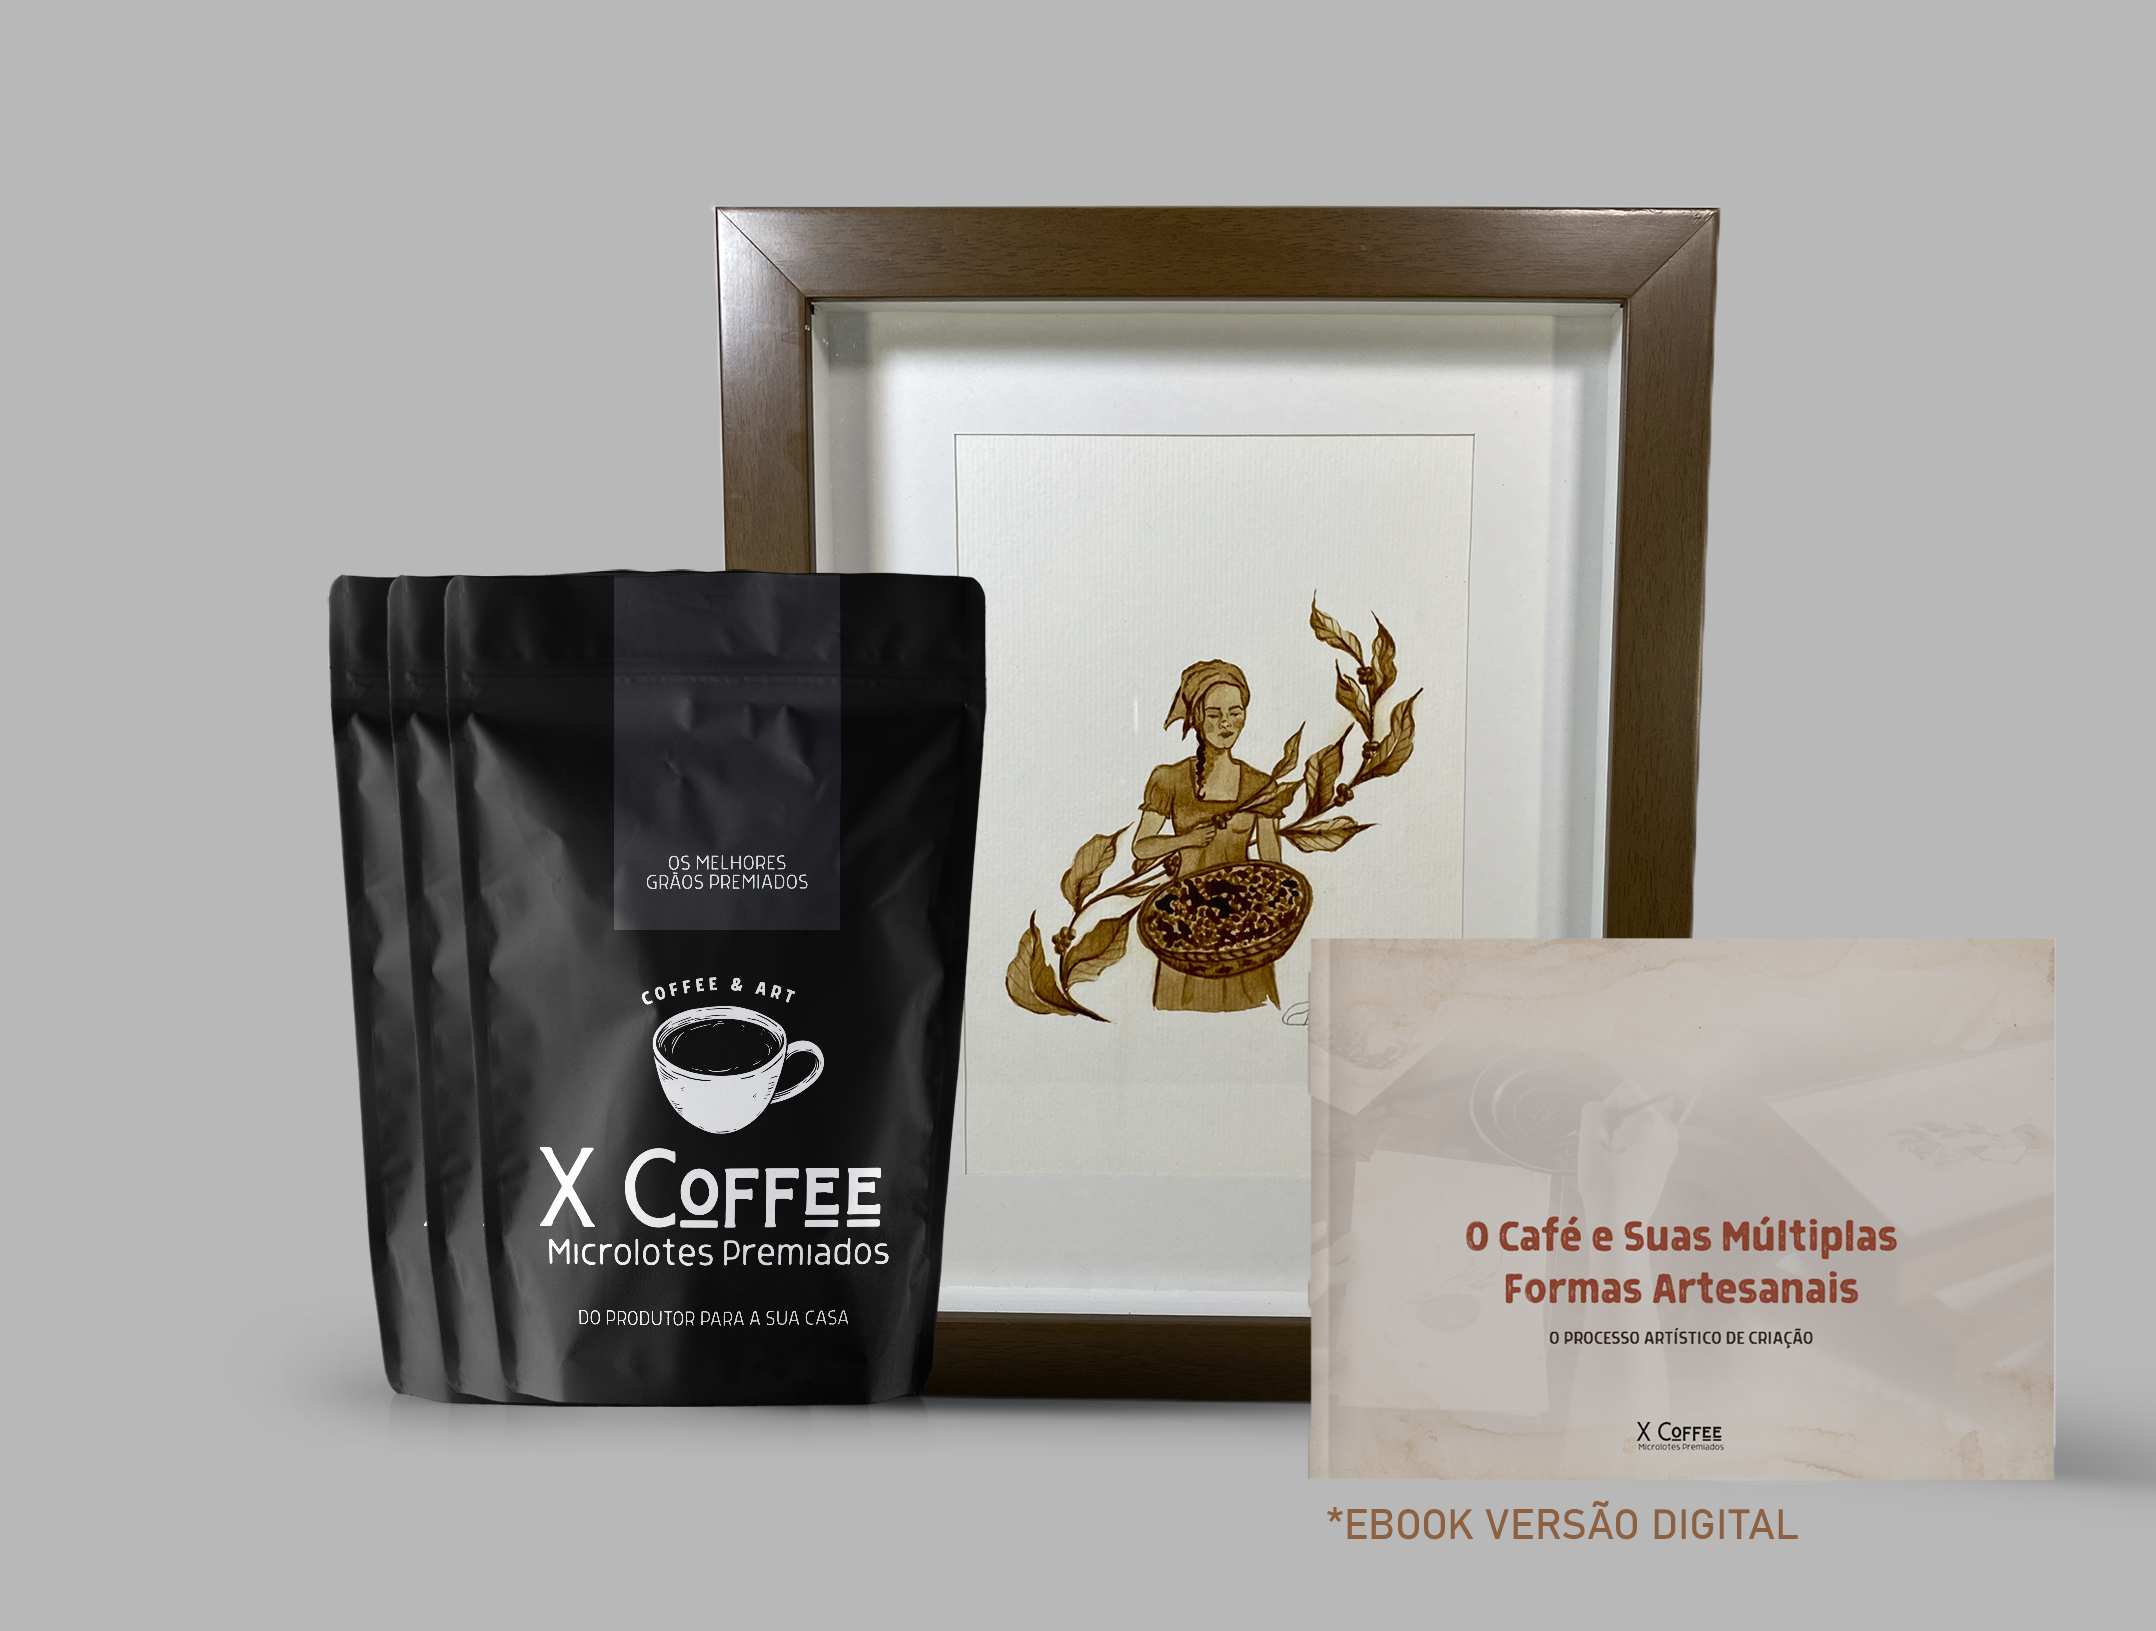 OS MELHORES
GRÃOS PREMIADOS
COFFEE & ART
X COFFEE
Microlotes Premiados
DO PRODUTOR PARA A SUA CASA
O Café e Suas Múltiplas
Formas Artesanais
O PROCESSO ARTÍSTICO DE CRIAÇÃO
X COFFEE
Microlotes Premiados
*EBOOK VERSÃO DIGITAL